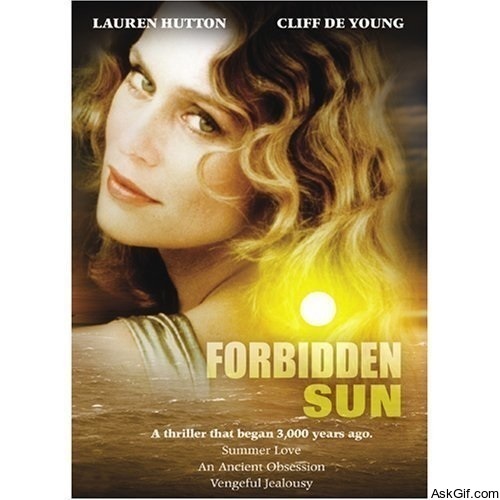 LAUREN HUTTON CLIFF DE YOUNG
FORBIDDEN
SUN
A thriller that began 3,000 years ago.
Summer Love
An Ancient Obsession
Vengeful Jealousy
AskGif.com